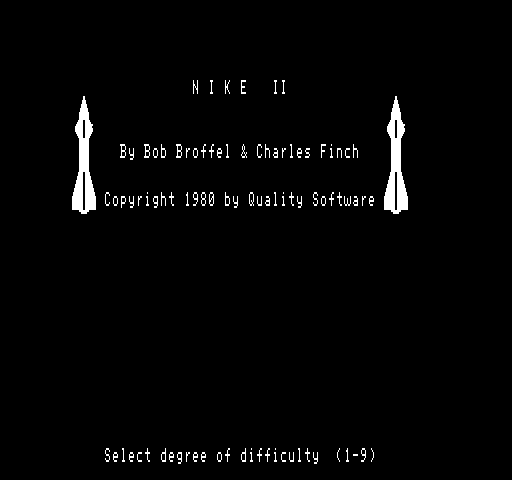 N I K E  II
By Bob Broffel & Charles Finch
Copyright 1980 by Quality Software
Select degree of difficulty  (1-9)